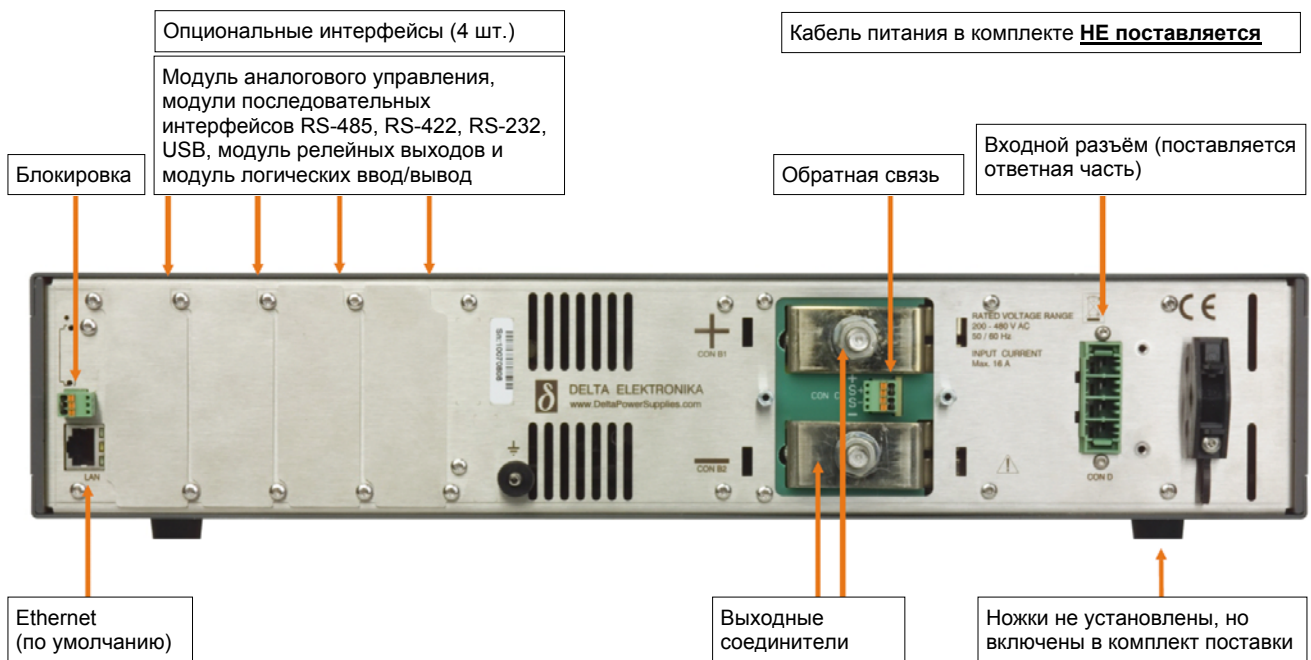 Опциональные интерфейсы (4 шт.)
Кабель питания в комплекте НЕ поставляется
Модуль аналогового управления,
модули последовательных
интерфейсов RS-485, RS-422, RS-232,
USB, модуль релейных выходов и
модуль логических ввод/вывод
Блокировка
Обратная связь
Входной разъём (поставляется
ответная часть)
LAN
Sn:
DELTA ELEKTRONIKA
www.DeltaPowerSupplies.com
+
CON B1
−
CON B2
CON C
+
S
+
S
-
−
RATED VOLTAGE RANGE
200 - 480 V AC
50 / 60 Hz
INPUT CURRENT
Max. 16 A
CE
CON D
Ethernet
(по умолчанию)
Выходные
соединители
Ножки не установлены, но
включены в комплект поставки